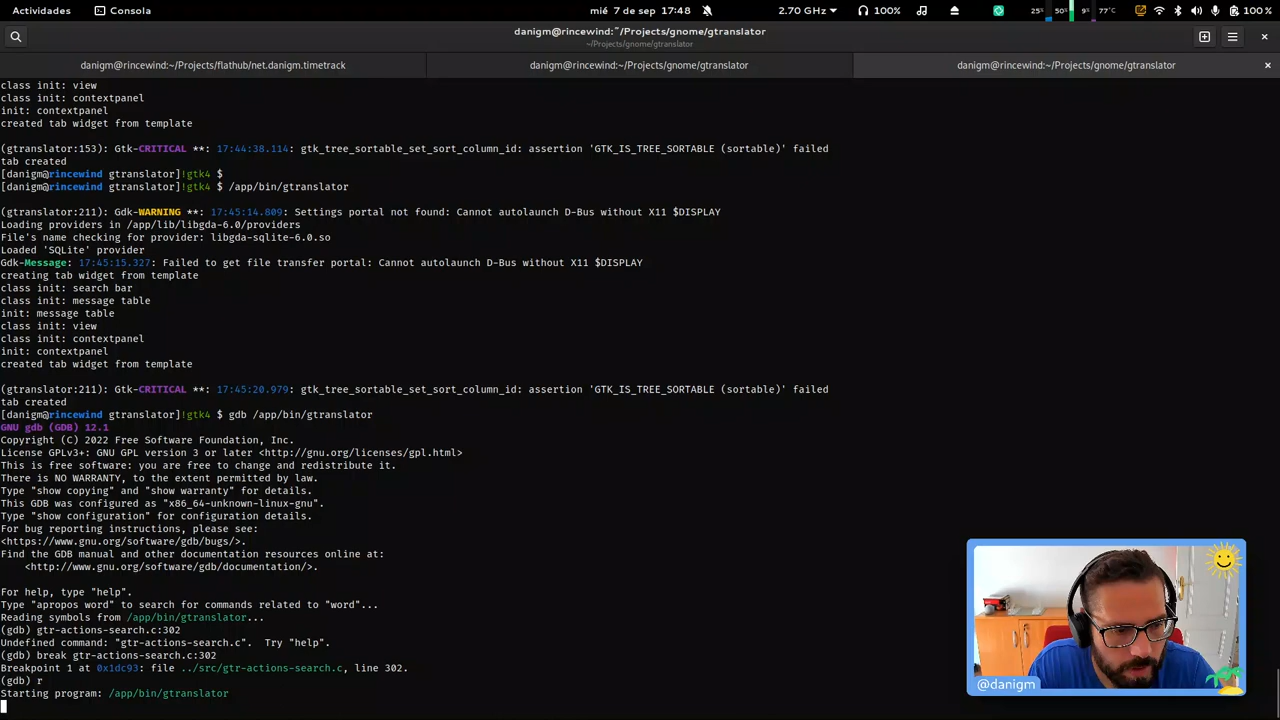 Actividades
Consola
mié 7 de sep 17:48
2.70 GHz
100%
25%
50%
9%
77°C
100 %
danigm@rincewind:~/Projects/gnome/gtranslator
~/Projects/gnome/gtranslator
danigm@rincewind:~/Projects/flathub/net.danigm.timetrack
danigm@rincewind:~/Projects/gnome/gtranslator
danigm@rincewind:~/Projects/gnome/gtranslator
class init: view
class init: contextpanel
init: contextpanel
created tab widget from template
(gtranslator:153): Gtk-CRITICAL **: 17:44:38.114: gtk_tree_sortable_set_sort_column_id: assertion 'GTK_IS_TREE_SORTABLE (sortable)' failed
tab created
[danigm@rincewind gtranslator]!gtk4 $
[danigm@rincewind gtranslator]!gtk4 $ /app/bin/gtranslator
(gtranslator:211): Gdk-WARNING **: 17:45:14.809: Settings portal not found: Cannot autolaunch D-Bus without X11 $DISPLAY
Loading providers in /app/lib/libgda-6.0/providers
File's name checking for provider: libgda-sqlite-6.0.so
Loaded 'SQLite' provider
Gdk-Message: 17:45:15.327: Failed to get file transfer portal: Cannot autolaunch D-Bus without X11 $DISPLAY
creating tab widget from template
class init: search bar
class init: message table
init: message table
class init: view
class init: contextpanel
init: contextpanel
created tab widget from template
(gtranslator:211): Gtk-CRITICAL **: 17:45:20.979: gtk_tree_sortable_set_sort_column_id: assertion 'GTK_IS_TREE_SORTABLE (sortable)' failed
tab created
[danigm@rincewind gtranslator]!gtk4 $ gdb /app/bin/gtranslator
GNU gdb (GDB) 12.1
Copyright (C) 2022 Free Software Foundation, Inc.
License GPLv3+: GNU GPL version 3 or later <http://gnu.org/licenses/gpl.html>
This is free software: you are free to change and redistribute it.
There is NO WARRANTY, to the extent permitted by law.
Type "show copying" and "show warranty" for details.
This GDB was configured as "x86_64-unknown-linux-gnu".
Type "show configuration" for configuration details.
For bug reporting instructions, please see:
<https://www.gnu.org/software/gdb/bugs/>.
Find the GDB manual and other documentation resources online at:
<http://www.gnu.org/software/gdb/documentation/>.
For help, type "help".
Type "apropos word" to search for commands related to "word"...
Reading symbols from /app/bin/gtranslator...
(gdb) gtr-actions-search.c:302
Undefined command: "gtr-actions-search.c".  Try "help".
(gdb) break gtr-actions-search.c:302
Breakpoint 1 at 0x1dc93: file ../src/gtr-actions-search.c, line 302.
(gdb) r
Starting program: /app/bin/gtranslator
@danigm